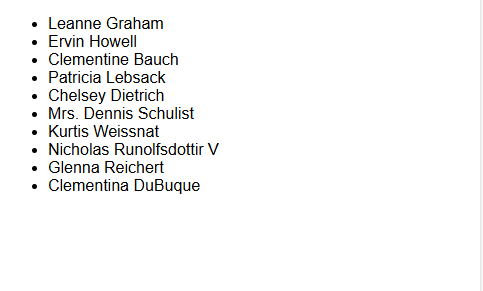 Leanne Graham
Ervin Howell
Clementine Bauch
Patricia Lebsack
Chelsey Dietrich
Mrs. Dennis Schulist
Kurtis Weissnat
Nicholas Runolfsdottir V
Glenna Reichert
Clementina DuBuque